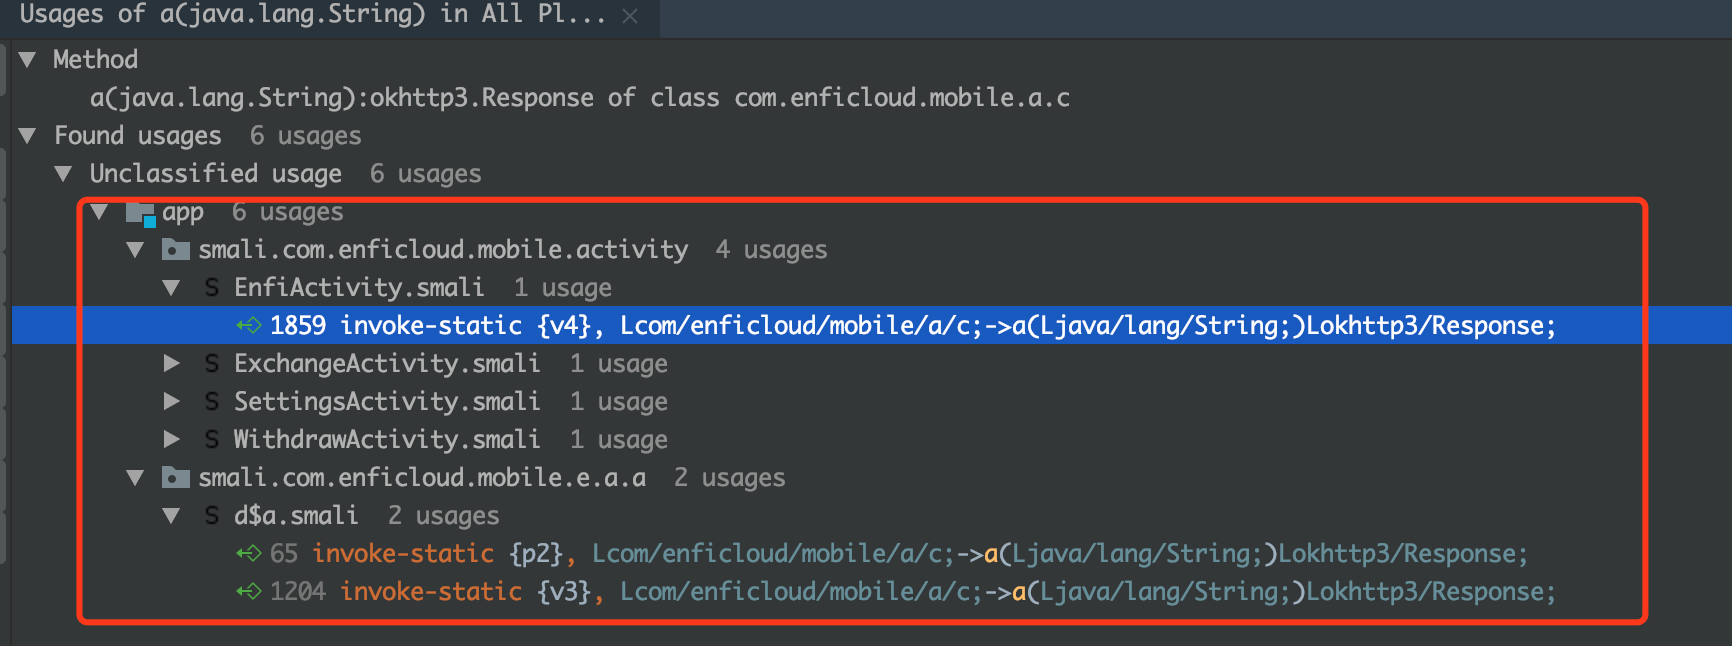 Usages of a(java.lang.String) in All Pl...
Method
a(java.lang.String):okhttp3.Response of class com.enficloud.mobile.a.c
Found usages 6 usages
Unclassified usage 6 usages
app 6 usages
smali.com.enficloud.mobile.activity 4 usages
S EnfiActivity.smali 1 usage
1859 invoke-static {v4}, Lcom/enficloud/mobile/a/c;->a(Ljava/lang/String;)Lokhttp3/Response;
S ExchangeActivity.smali 1 usage
S SettingsActivity.smali 1 usage
S WithdrawActivity.smali 1 usage
smali.com.enficloud.mobile.e.a.a 2 usages
S d$a.smali 2 usages
65 invoke-static {p2}, Lcom/enficloud/mobile/a/c;->a(Ljava/lang/String;)Lokhttp3/Response;
1204 invoke-static {v3}, Lcom/enficloud/mobile/a/c;->a(Ljava/lang/String;)Lokhttp3/Response;